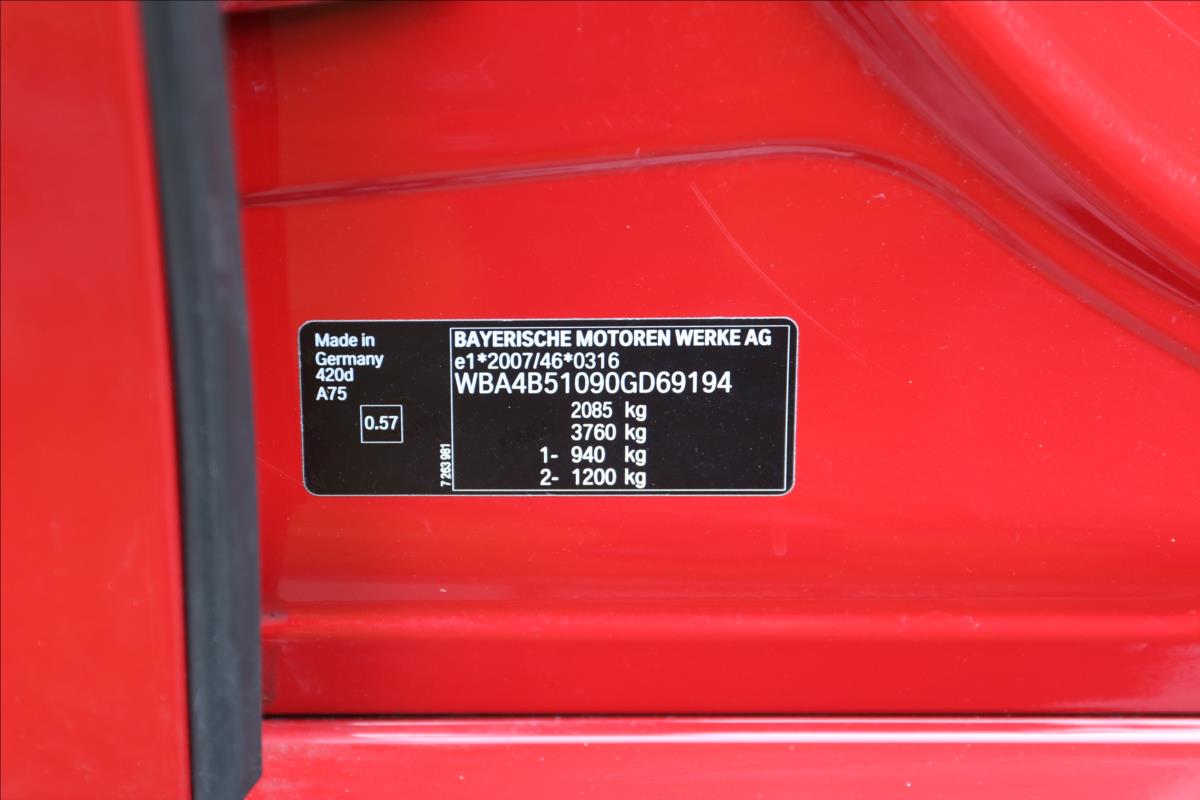 Made in
Germany
420d
A75
0.57
7 263 981
BAYERISCHE MOTOREN WERKE AG
e1*2007/46*0316
WBA4B51090GD69194
2085 kg
3760 kg
1- 940 kg
2- 1200 kg